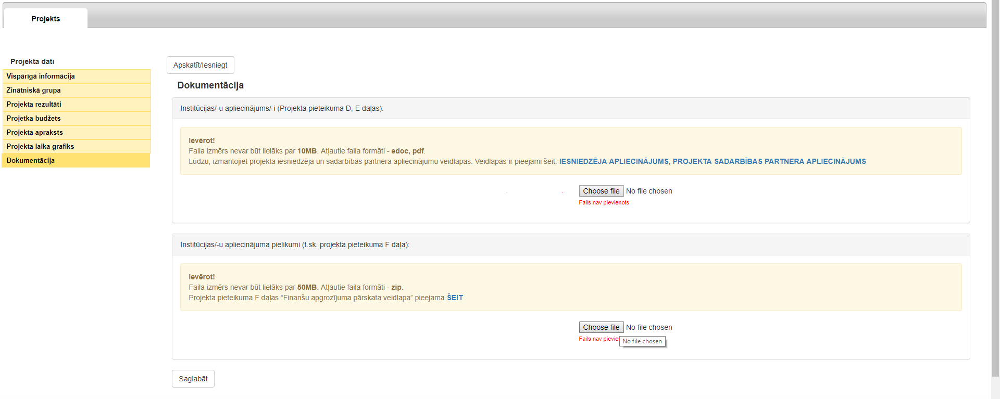 Projekts
Projekta dati
Vispārīgā informācija
Zinātniskā grupa
Projekta rezultāti
Projetka budžets
Projekta apraksts
Projekta laika grafiks
Dokumentācija
Apskatīt/Iesniegt
Dokumentācija
Institūcijas/-u apliecinājums/-i (Projekta pieteikuma D, E daļas):
Ievērot!
Faila izmērs nevar būt lielāks par 10MB. Atļautie faila formāti - edoc, pdf.
Lūdzu, izmantojiet projekta iesniedzēja un sadarbības partnera apliecinājumu veidlapas. Veidlapas ir pieejami šeit: IESNIEDZĒJA APLIECINĀJUMS, PROJEKTA SADARBĪBAS PARTNERA APLIECINĀJUMS
Choose file No file chosen
Fails nav pievienots
Institūcijas/-u apliecinājuma pielikumi (t.sk. projekta pieteikuma F daļa):
Ievērot!
Faila izmērs nevar būt lielāks par 50MB. Atļautie faila formāti - zip.
Projekta pieteikuma F daļas “Finanšu apgrozījuma pārskata veidlapa” pieejama ŠEIT
Choose file No file chosen
Fails nav pievie
No file chosen
Saglabāt